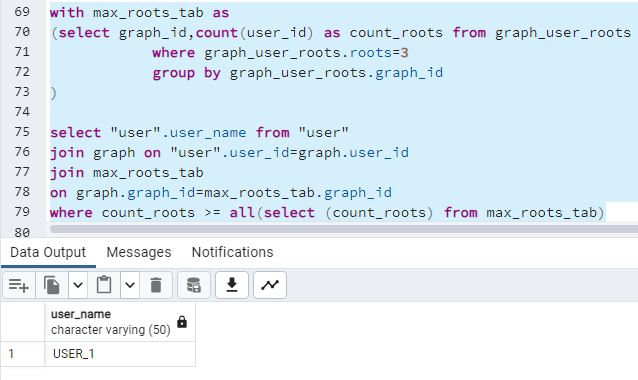 69 with max_roots_tab as
70 (select graph_id,count(user_id) as count_roots from graph_user_roots
71 where graph_user_roots.roots=3
72 group by graph_user_roots.graph_id
73 )
74
75 select "user".user_name from "user"
76 join graph on "user".user_id=graph.user_id
77 join max_roots_tab
78 on graph.graph_id=max_roots_tab.graph_id
79 where count_roots >= all(select (count_roots) from max_roots_tab)
80
Data Output Messages Notifications
user_name
character varying (50)
1 USER_1